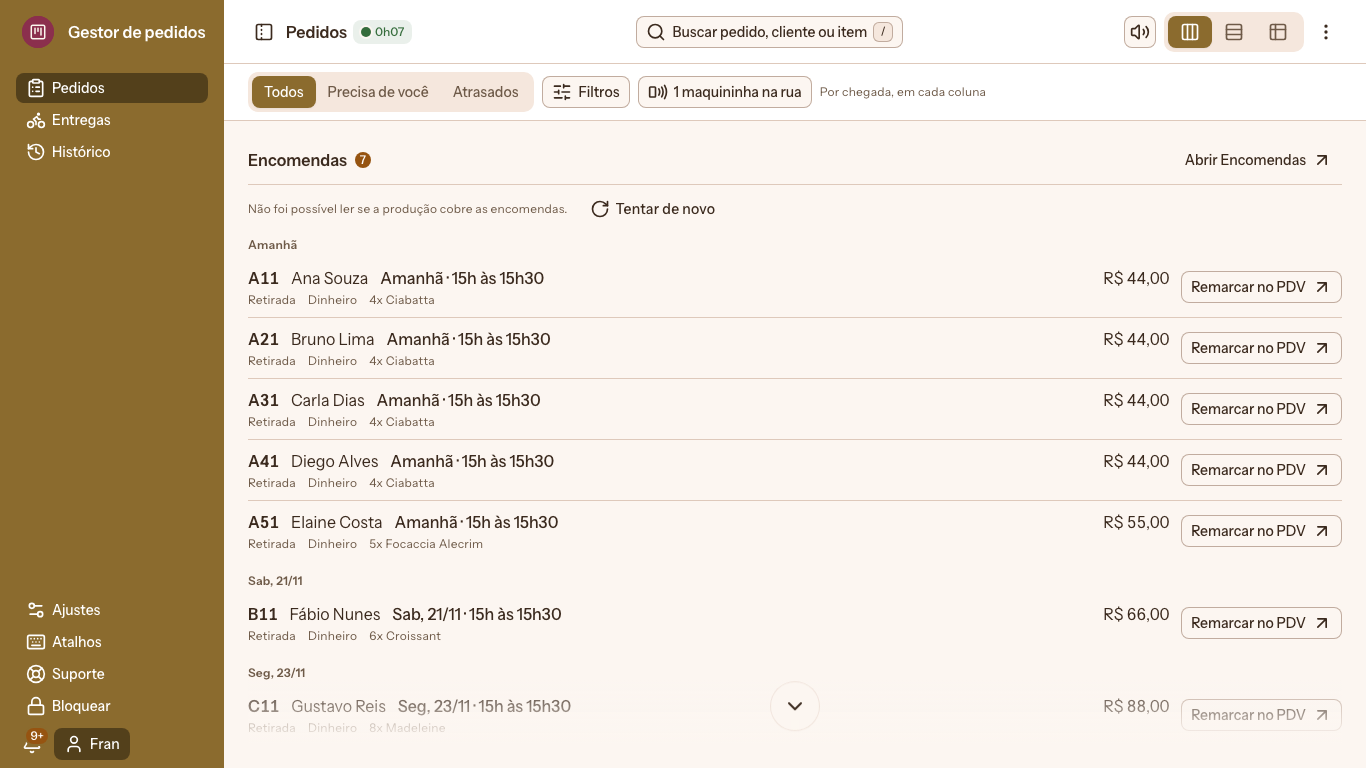 Gestor de pedidos
Pedidos
Entregas
Histórico
Ajustes
Atalhos
Suporte
Bloquear
9+
Fran
Pedidos 0h07
Buscar pedido, cliente ou item /
Todos Precisa de você Atrasados Filtros 1 maquininha na rua Por chegada, em cada coluna
Encomendas 7 Abrir Encomendas
Não foi possível ler se a produção cobre as encomendas. Tentar de novo
Amanhã
A11 Ana Souza Amanhã · 15h às 15h30 R$ 44,00 Remarcar no PDV
Retirada Dinheiro 4x Ciabatta
A21 Bruno Lima Amanhã · 15h às 15h30 R$ 44,00 Remarcar no PDV
Retirada Dinheiro 4x Ciabatta
A31 Carla Dias Amanhã · 15h às 15h30 R$ 44,00 Remarcar no PDV
Retirada Dinheiro 4x Ciabatta
A41 Diego Alves Amanhã · 15h às 15h30 R$ 44,00 Remarcar no PDV
Retirada Dinheiro 4x Ciabatta
A51 Elaine Costa Amanhã · 15h às 15h30 R$ 55,00 Remarcar no PDV
Retirada Dinheiro 5x Focaccia Alecrim
Sab, 21/11
B11 Fábio Nunes Sab, 21/11 · 15h às 15h30 R$ 66,00 Remarcar no PDV
Retirada Dinheiro 6x Croissant
Seg, 23/11
C11 Gustavo Reis Seg, 23/11 · 15h às 15h30 R$ 88,00 Remarcar no PDV
Retirada Dinheiro 8x Madeleine